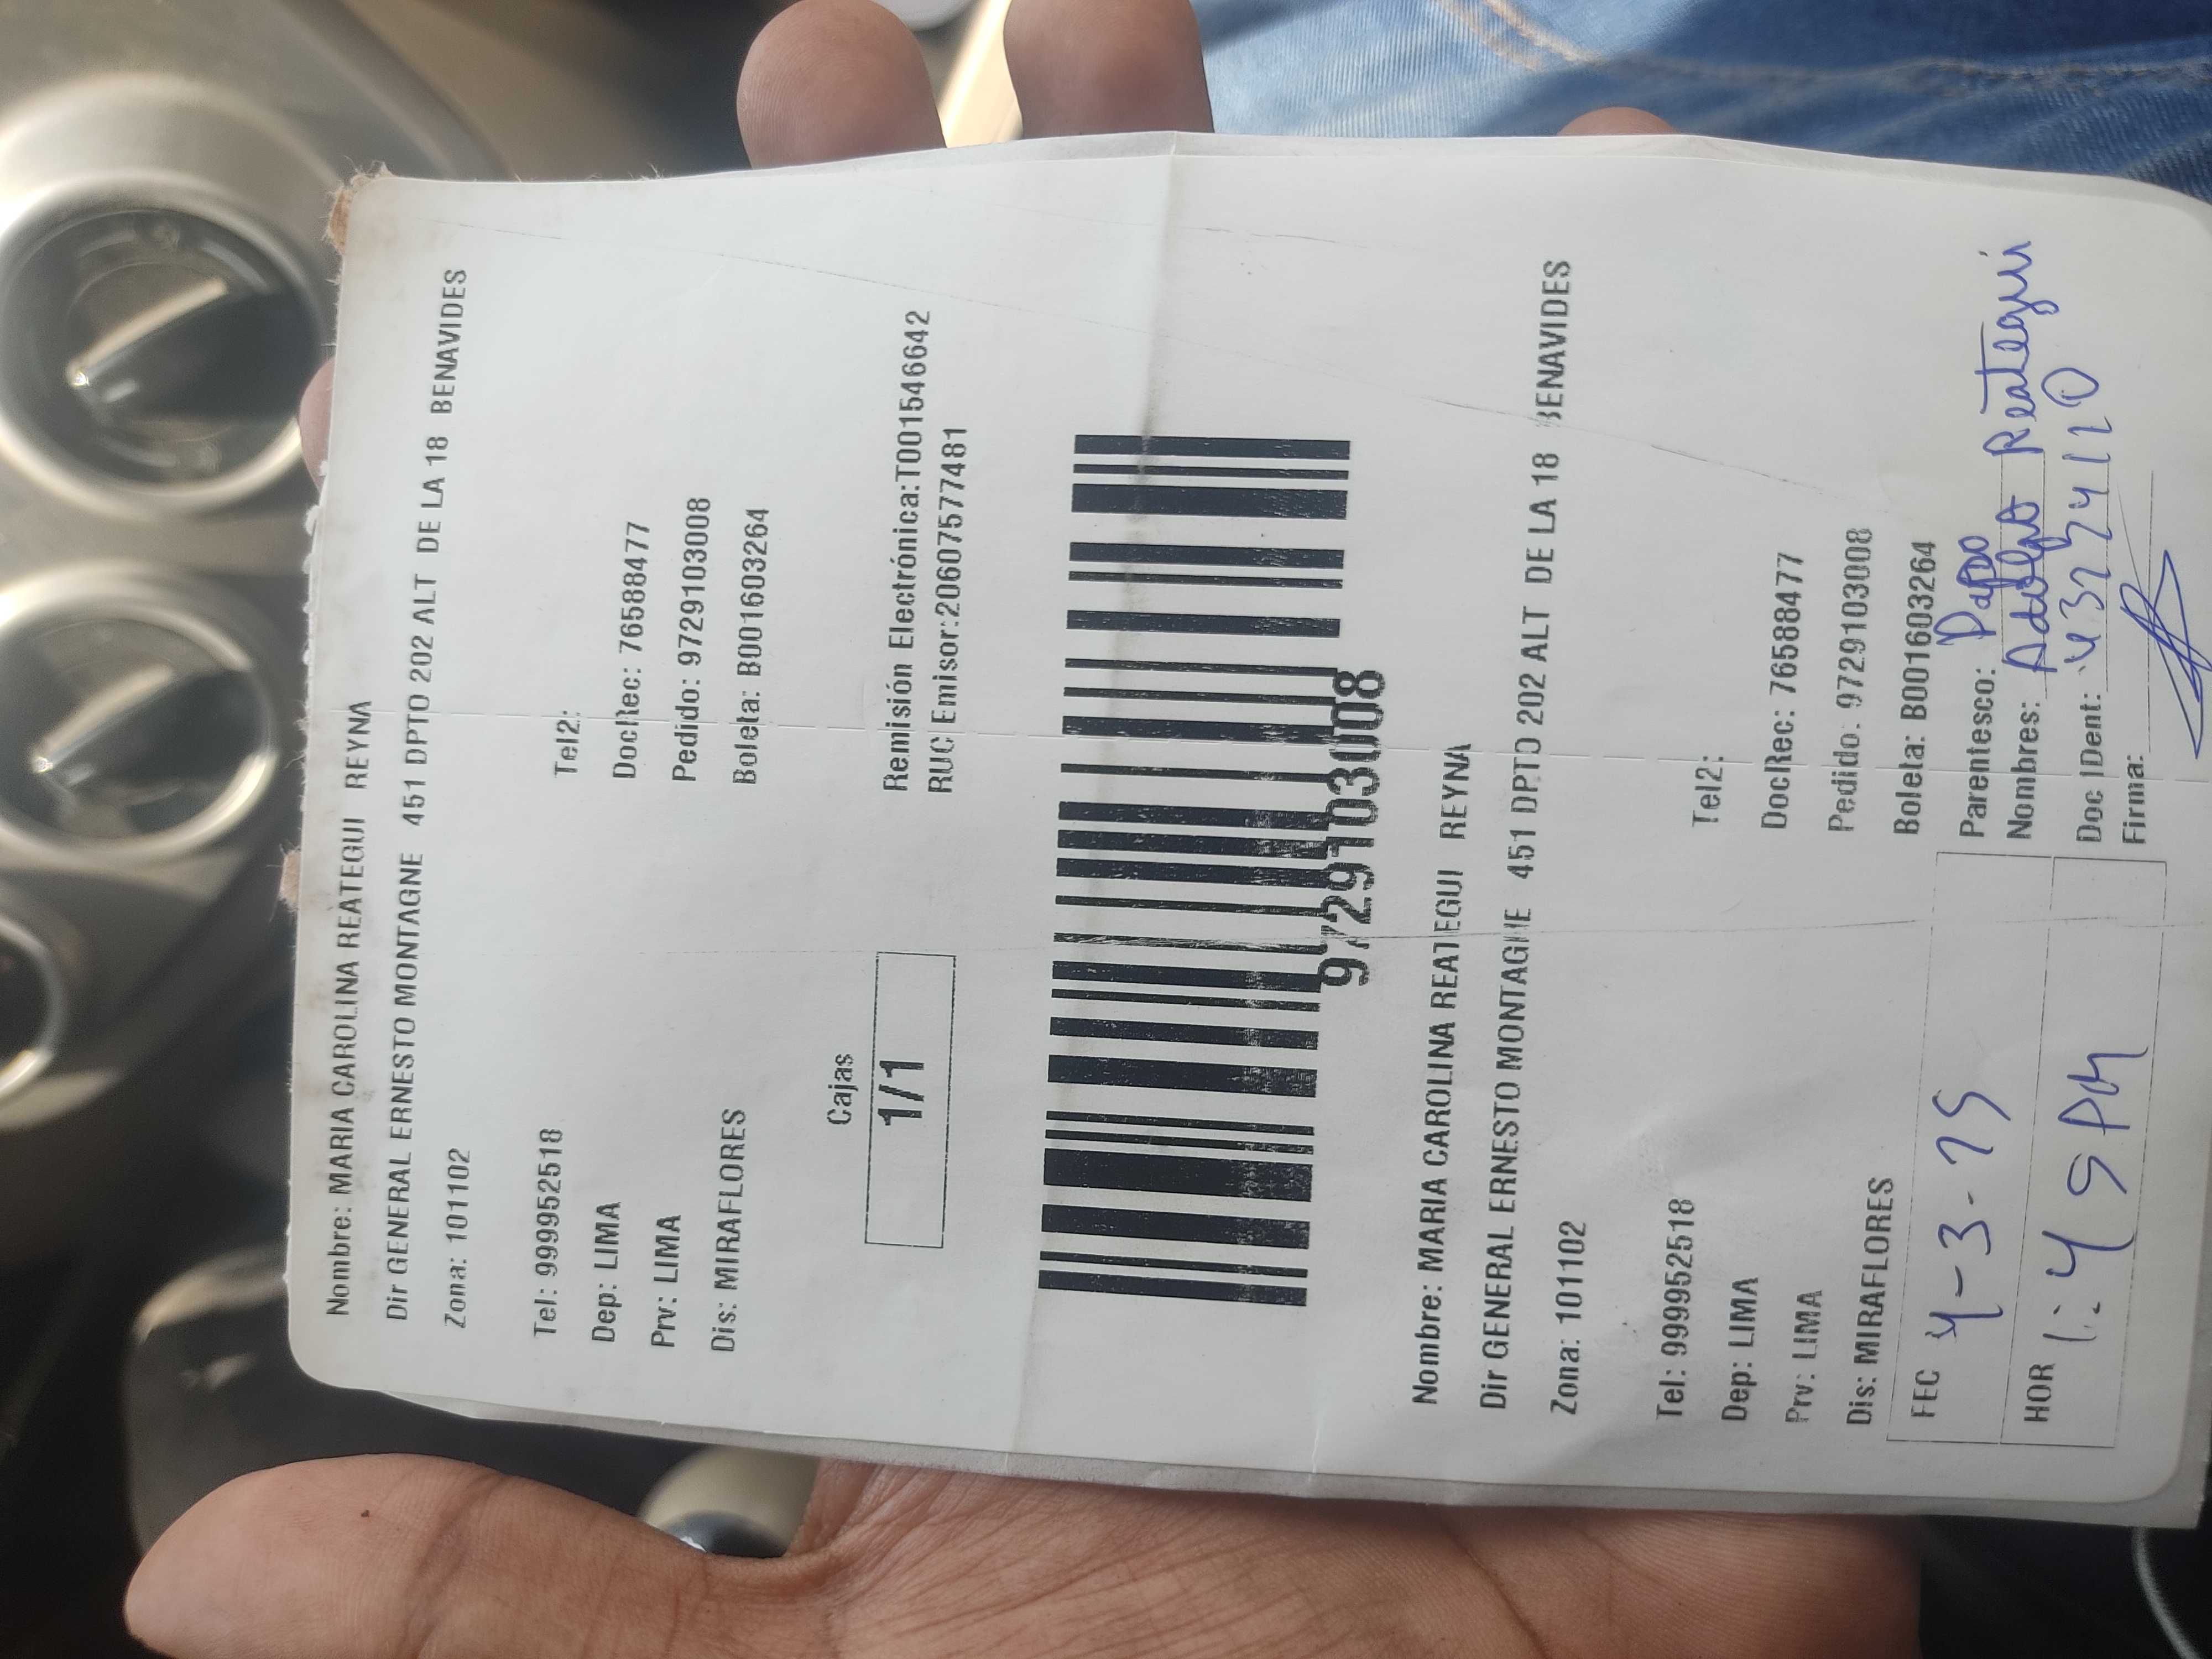 Nombre: MARIA CAROLINA REATEGUI REYNA
Dir GENERAL ERNESTO MONTAGNE 451 DPTO 202 ALT DE LA 18 BENAVIDES
Zona: 101102
Tel: 999952518 Tel2:
Dep: LIMA DocRec: 76588477
Prv: LIMA Pedido: 9729103008
Dis: MIRAFLORES Boleta: B001603264
Cajas
1/1
Remisión Electrónica:T001546642
RUC Emisor:20607577481
9729103008
Nombre: MARIA CAROLINA REATEGUI REYNA
Dir GENERAL ERNESTO MONTAGNE 451 DPTO 202 ALT DE LA 18 BENAVIDES
Zona: 101102
Tel: 999952518 Tel2:
Dep: LIMA DocRec: 76588477
Prv: LIMA Pedido: 9729103008
Dis: MIRAFLORES Boleta: B001603264
FEC 4-3-25 Parentesco: Papo
HOR 1:45 PM Nombres: Adolfo Reategui
Doc IDent:
Firma: